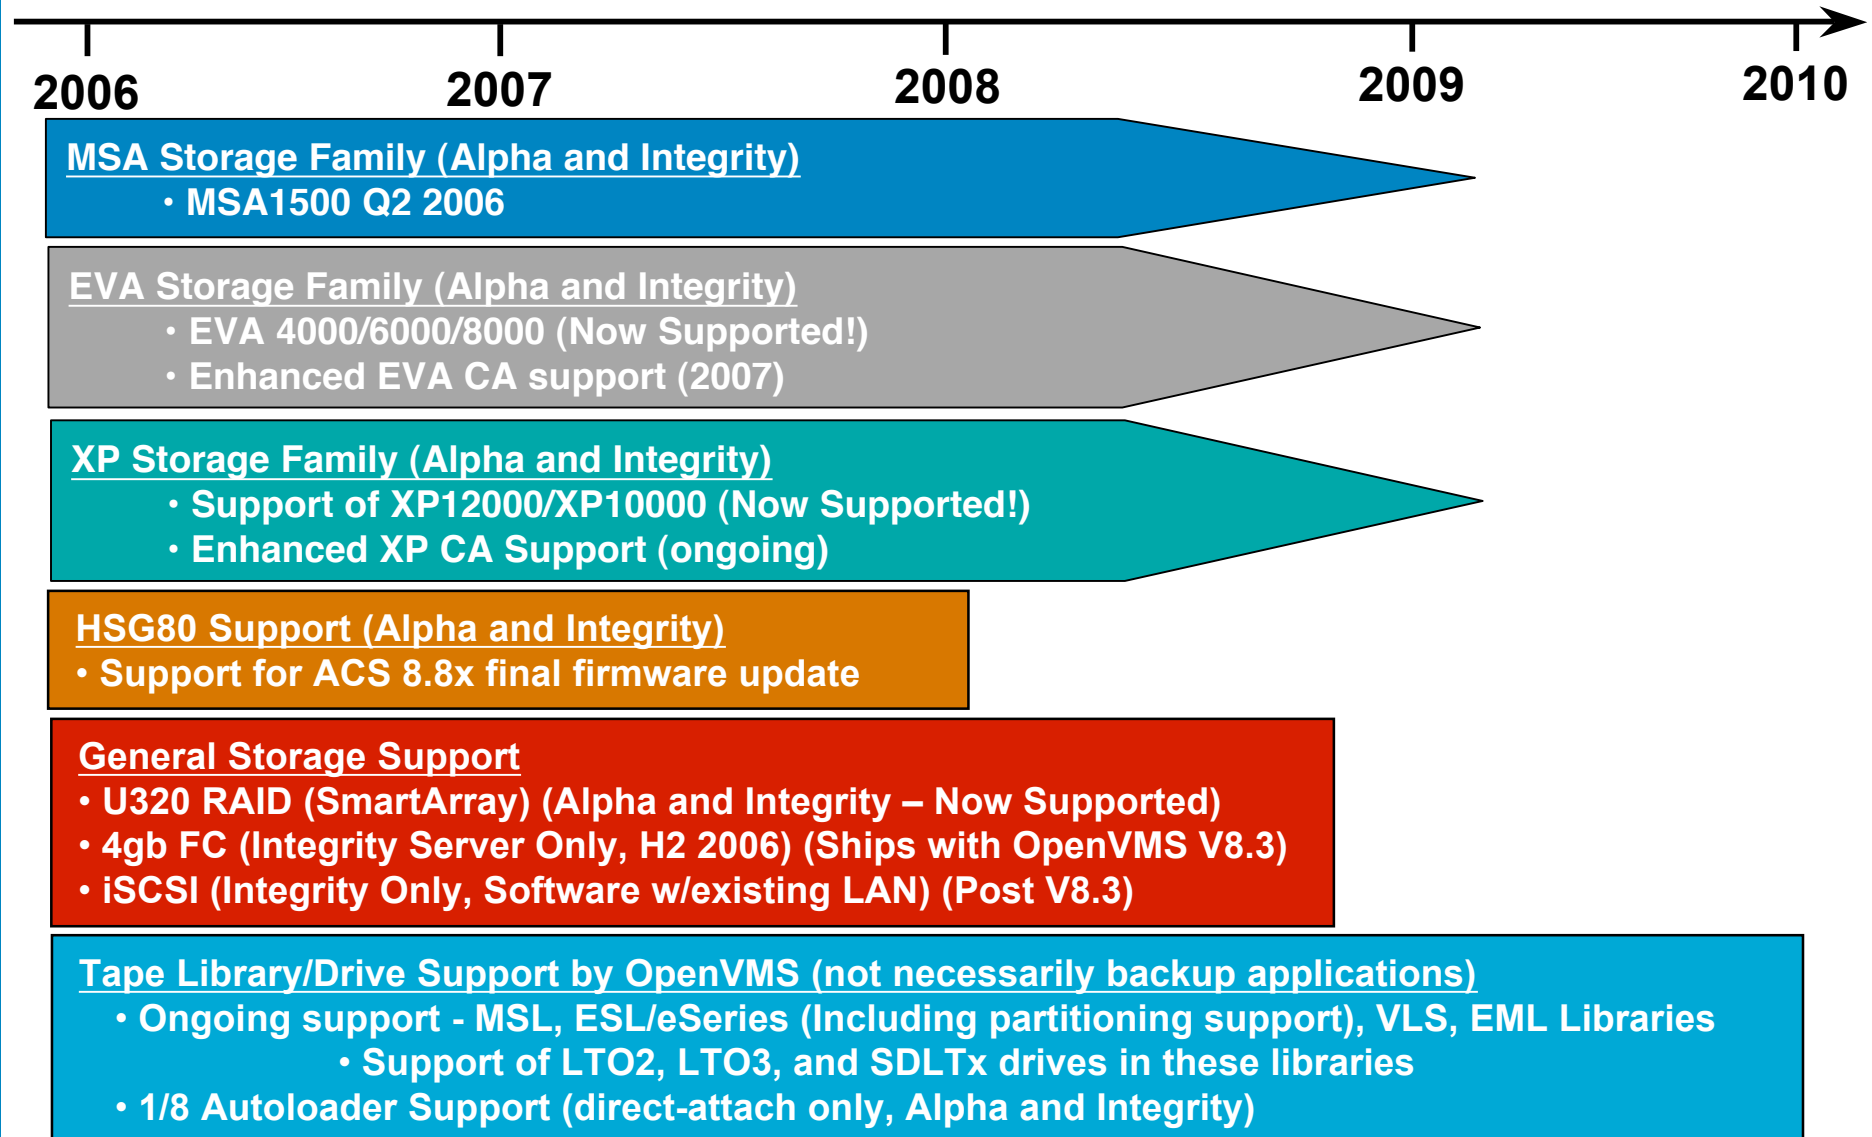 2006 2007 2008 2009 2010
MSA Storage Family (Alpha and Integrity)
• MSA1500 Q2 2006
EVA Storage Family (Alpha and Integrity)
• EVA 4000/6000/8000 (Now Supported!)
• Enhanced EVA CA support (2007)
XP Storage Family (Alpha and Integrity)
• Support of XP12000/XP10000 (Now Supported!)
• Enhanced XP CA Support (ongoing)
HSG80 Support (Alpha and Integrity)
• Support for ACS 8.8x final firmware update
General Storage Support
• U320 RAID (SmartArray) (Alpha and Integrity – Now Supported)
• 4gb FC (Integrity Server Only, H2 2006) (Ships with OpenVMS V8.3)
• iSCSI (Integrity Only, Software w/existing LAN) (Post V8.3)
Tape Library/Drive Support by OpenVMS (not necessarily backup applications)
• Ongoing support - MSL, ESL/eSeries (Including partitioning support), VLS, EML Libraries
• Support of LTO2, LTO3, and SDLTx drives in these libraries
• 1/8 Autoloader Support (direct-attach only, Alpha and Integrity)